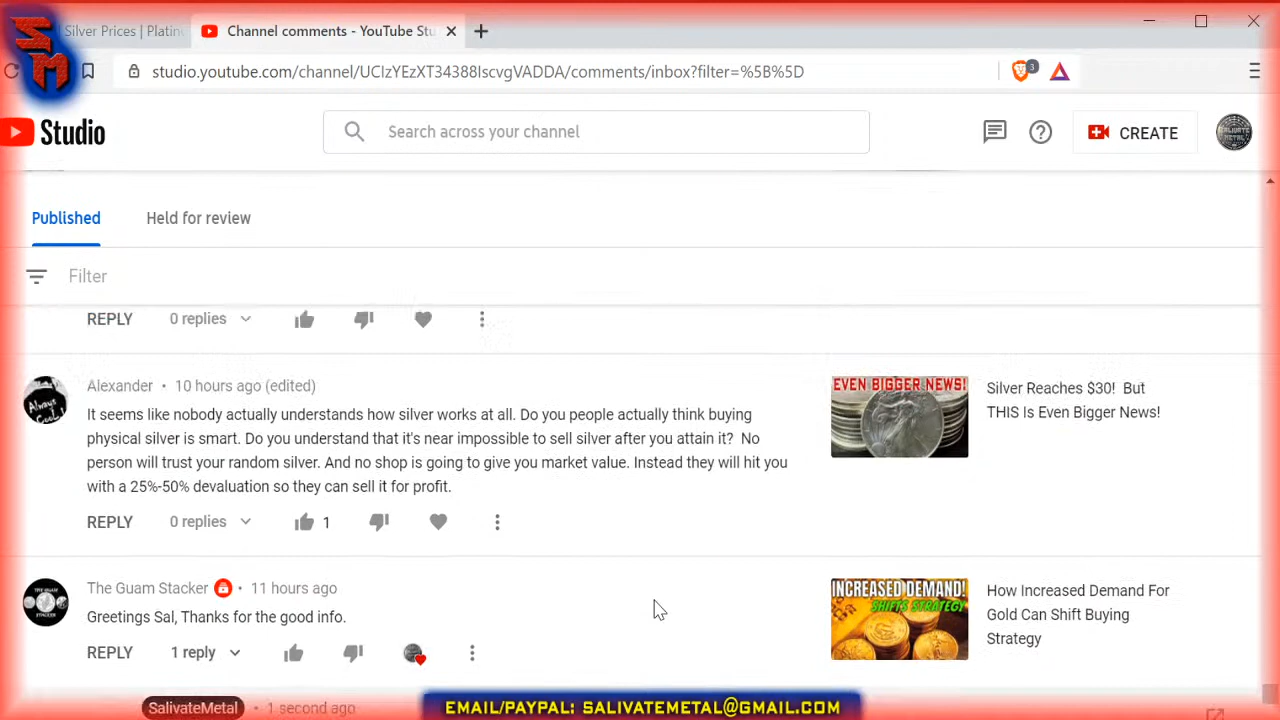 SM
Silver Prices | Platin
Channel comments - YouTube Stu
studio.youtube.com/channel/UCIzYEzXT34388IscvgVADDA/comments/inbox?filter=%5B%5D
3
Studio
Search across your channel
CREATE
Published
Held for review
Filter
REPLY 0 replies
Alexander • 10 hours ago (edited)
It seems like nobody actually understands how silver works at all. Do you people actually think buying
physical silver is smart. Do you understand that it's near impossible to sell silver after you attain it? No
person will trust your random silver. And no shop is going to give you market value. Instead they will hit you
with a 25%-50% devaluation so they can sell it for profit.
REPLY 0 replies 1
EVEN BIGGER NEWS!
Silver Reaches $30! But
THIS Is Even Bigger News!
The Guam Stacker • 11 hours ago
Greetings Sal, Thanks for the good info.
REPLY 1 reply
INCREASED DEMAND!
SHIFTS STRATEGY
How Increased Demand For
Gold Can Shift Buying
Strategy
SalivateMetal • 1 second ago
EMAIL/PAYPAL: SALIVATEMETAL@GMAIL.COM